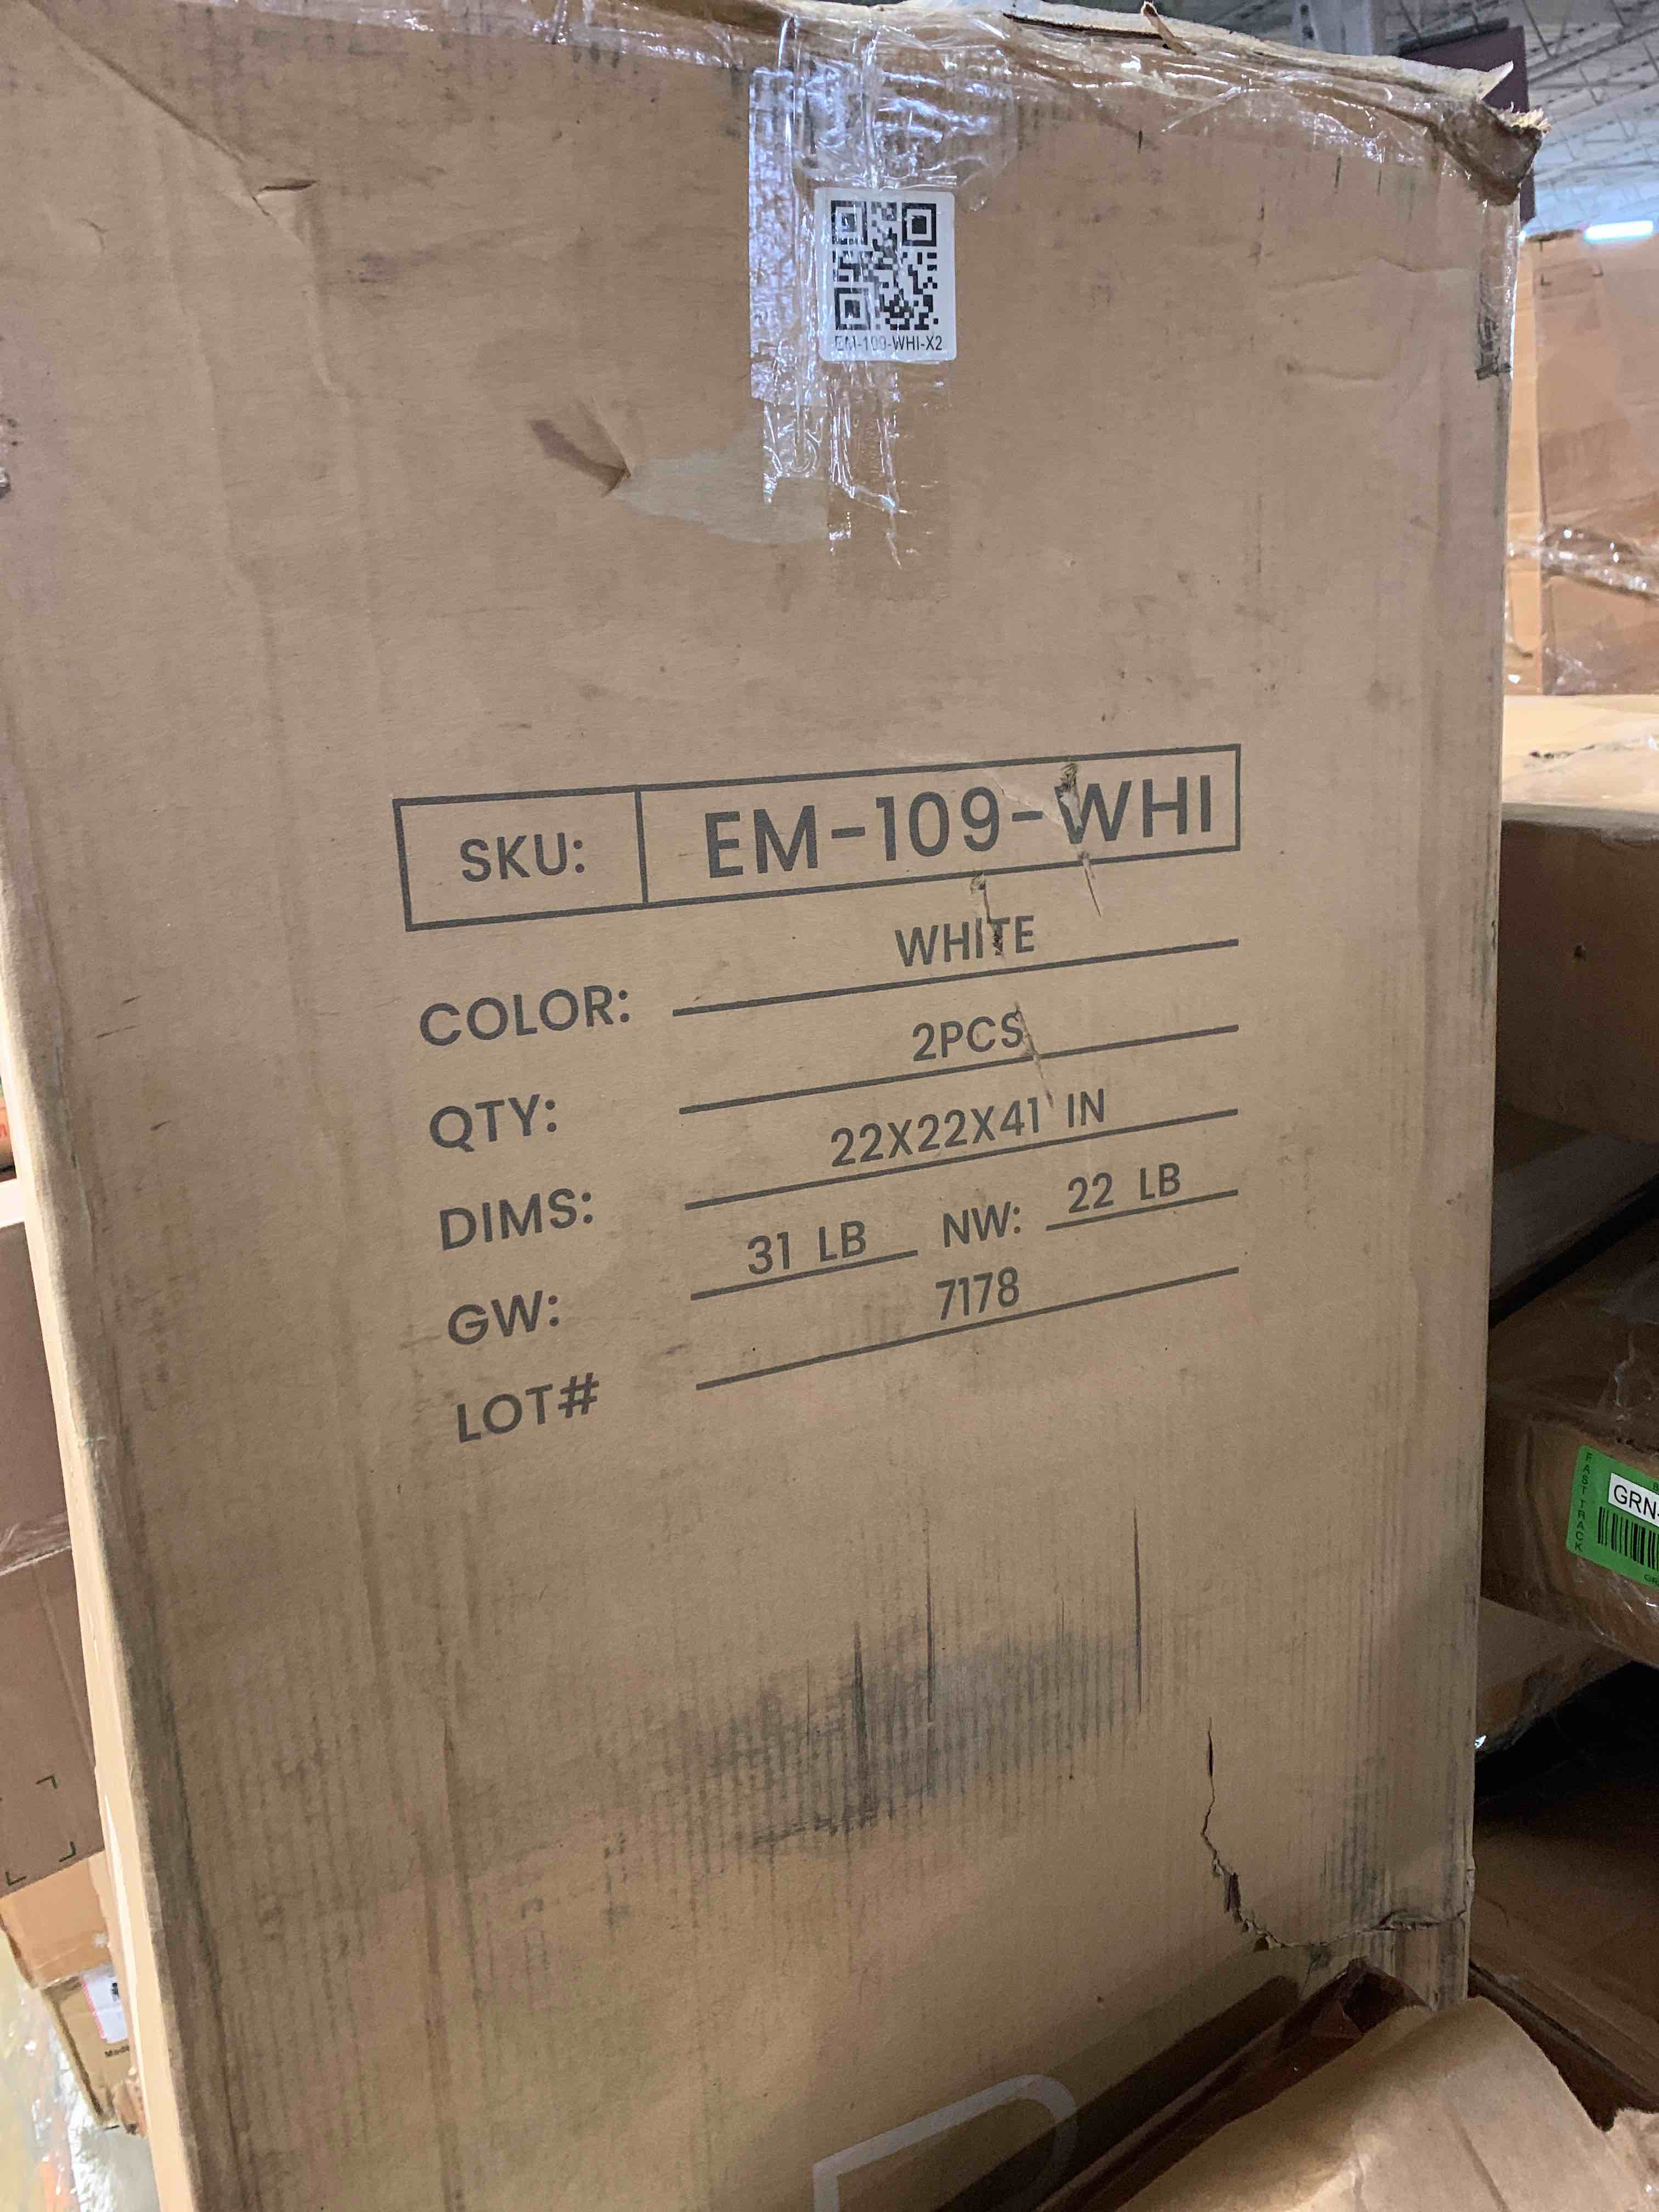 EM-109-WHI-X2
SKU: EM-109-WHI
COLOR: WHITE
QTY: 2PCS
DIMS: 22X22X41 IN
GW: 31 LB NW: 22 LB
LOT# 7178
FASTTRACK
GRN-